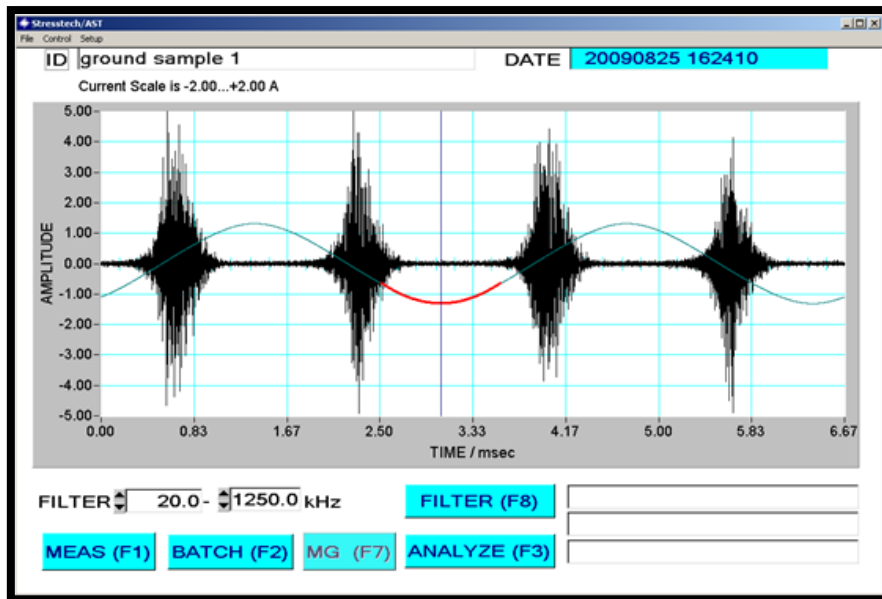 Stresstech/AST
File Control Setup
ID ground sample 1 DATE 20090825 162410
Current Scale is -2.00...+2.00 A
5.00
4.00
3.00
2.00
1.00
0.00
-1.00
-2.00
-3.00
-4.00
-5.00
AMPLITUDE
0.00 0.83 1.67 2.50 3.33 4.17 5.00 5.83 6.67
TIME / msec
FILTER 20.0 - 1250.0 kHz FILTER (F8)
MEAS (F1) BATCH (F2) MG (F7) ANALYZE (F3)